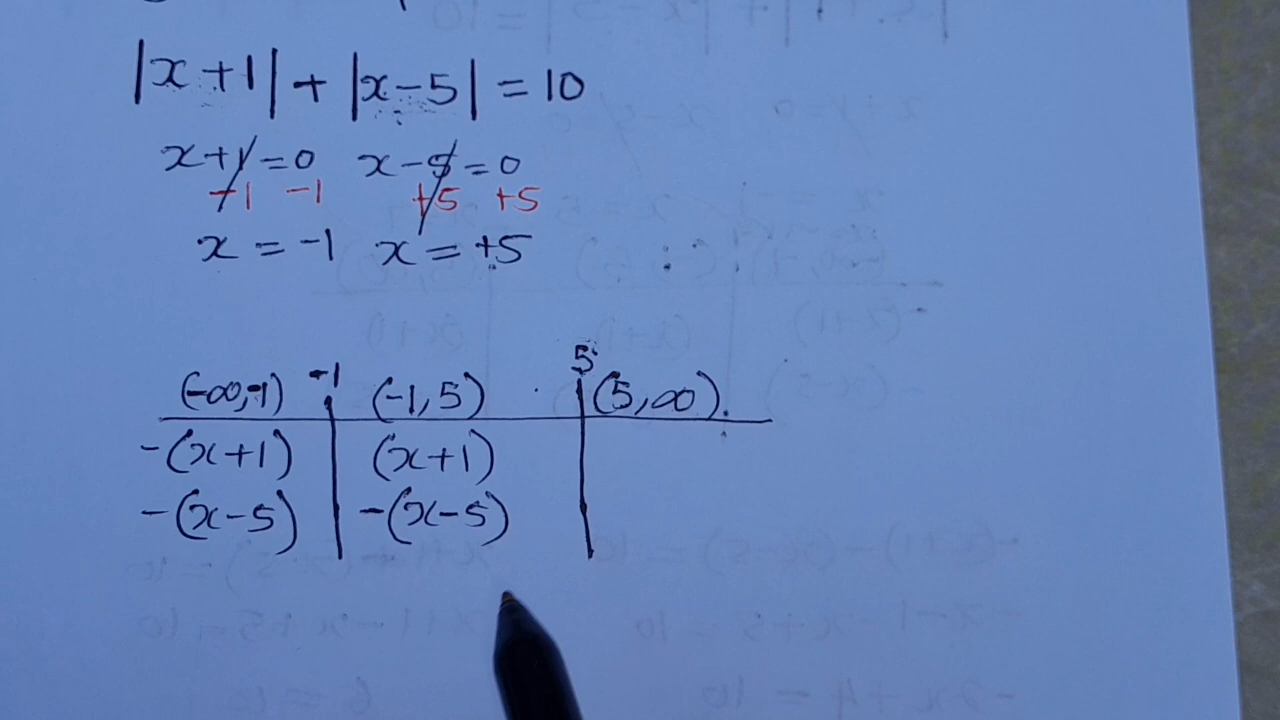 |x+1| + |x-5| = 10
x+1=0 x-5=0
-1 -1 +5 +5
x = -1 x = +5
-1 5
(-∞,-1) (-1,5) (5,∞).
-(x+1) (x+1)
-(x-5) -(x-5)